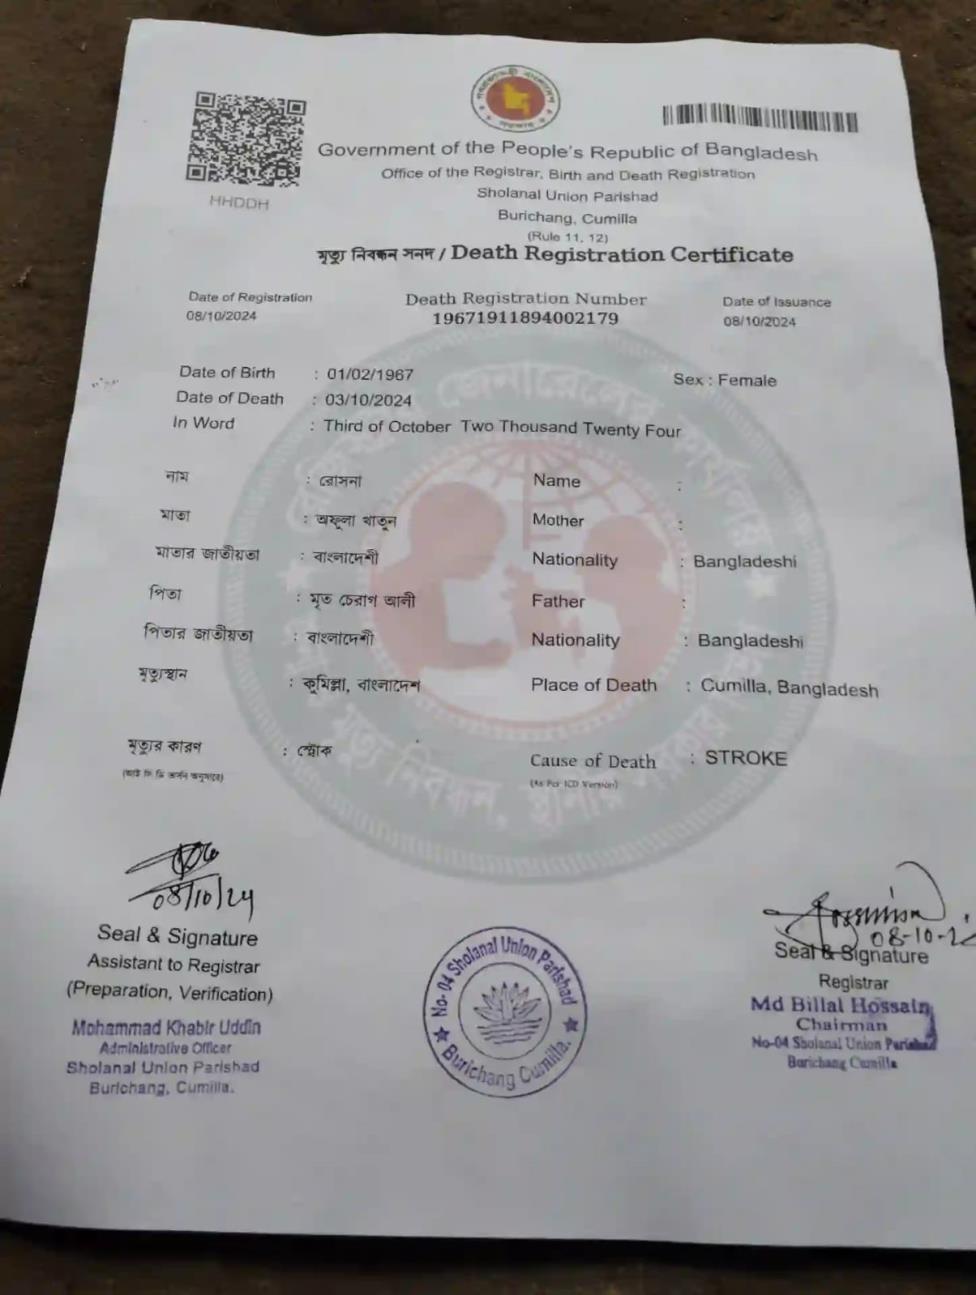 HHDDH
Government of the People's Republic of Bangladesh
Office of the Registrar, Birth and Death Registration
Sholanal Union Parishad
Burichang, Cumilla
(Rule 11, 12)
মৃত্যু নিবন্ধন সনদ / Death Registration Certificate
Date of Registration
08/10/2024
Death Registration Number
19671911894002179
Date of Issuance
08/10/2024
Date of Birth : 01/02/1967 Sex : Female
Date of Death : 03/10/2024
In Word : Third of October Two Thousand Twenty Four
নাম : রোসনা Name :
মাতা : অফুলা খাতুন Mother :
মাতার জাতীয়তা : বাংলাদেশী Nationality : Bangladeshi
পিতা : মৃত চেরাগ আলী Father :
পিতার জাতীয়তা : বাংলাদেশী Nationality : Bangladeshi
মৃত্যুস্থান : কুমিল্লা, বাংলাদেশ Place of Death : Cumilla, Bangladesh
মৃত্যুর কারণ : স্ট্রোক Cause of Death : STROKE
(As Per ICD Version)
08/10/24
Seal & Signature
Assistant to Registrar
(Preparation, Verification)
Mohammad Khabir Uddin
Administrative Officer
Sholanal Union Parishad
Burichang, Cumilla.
No- 04 Sholanal Union Parishad
Burichang Cumilla.
08-10-2
Seal & Signature
Registrar
Md Billal Hossain
Chairman
No-04 Sholanal Union Parishad
Burichang Cumilla